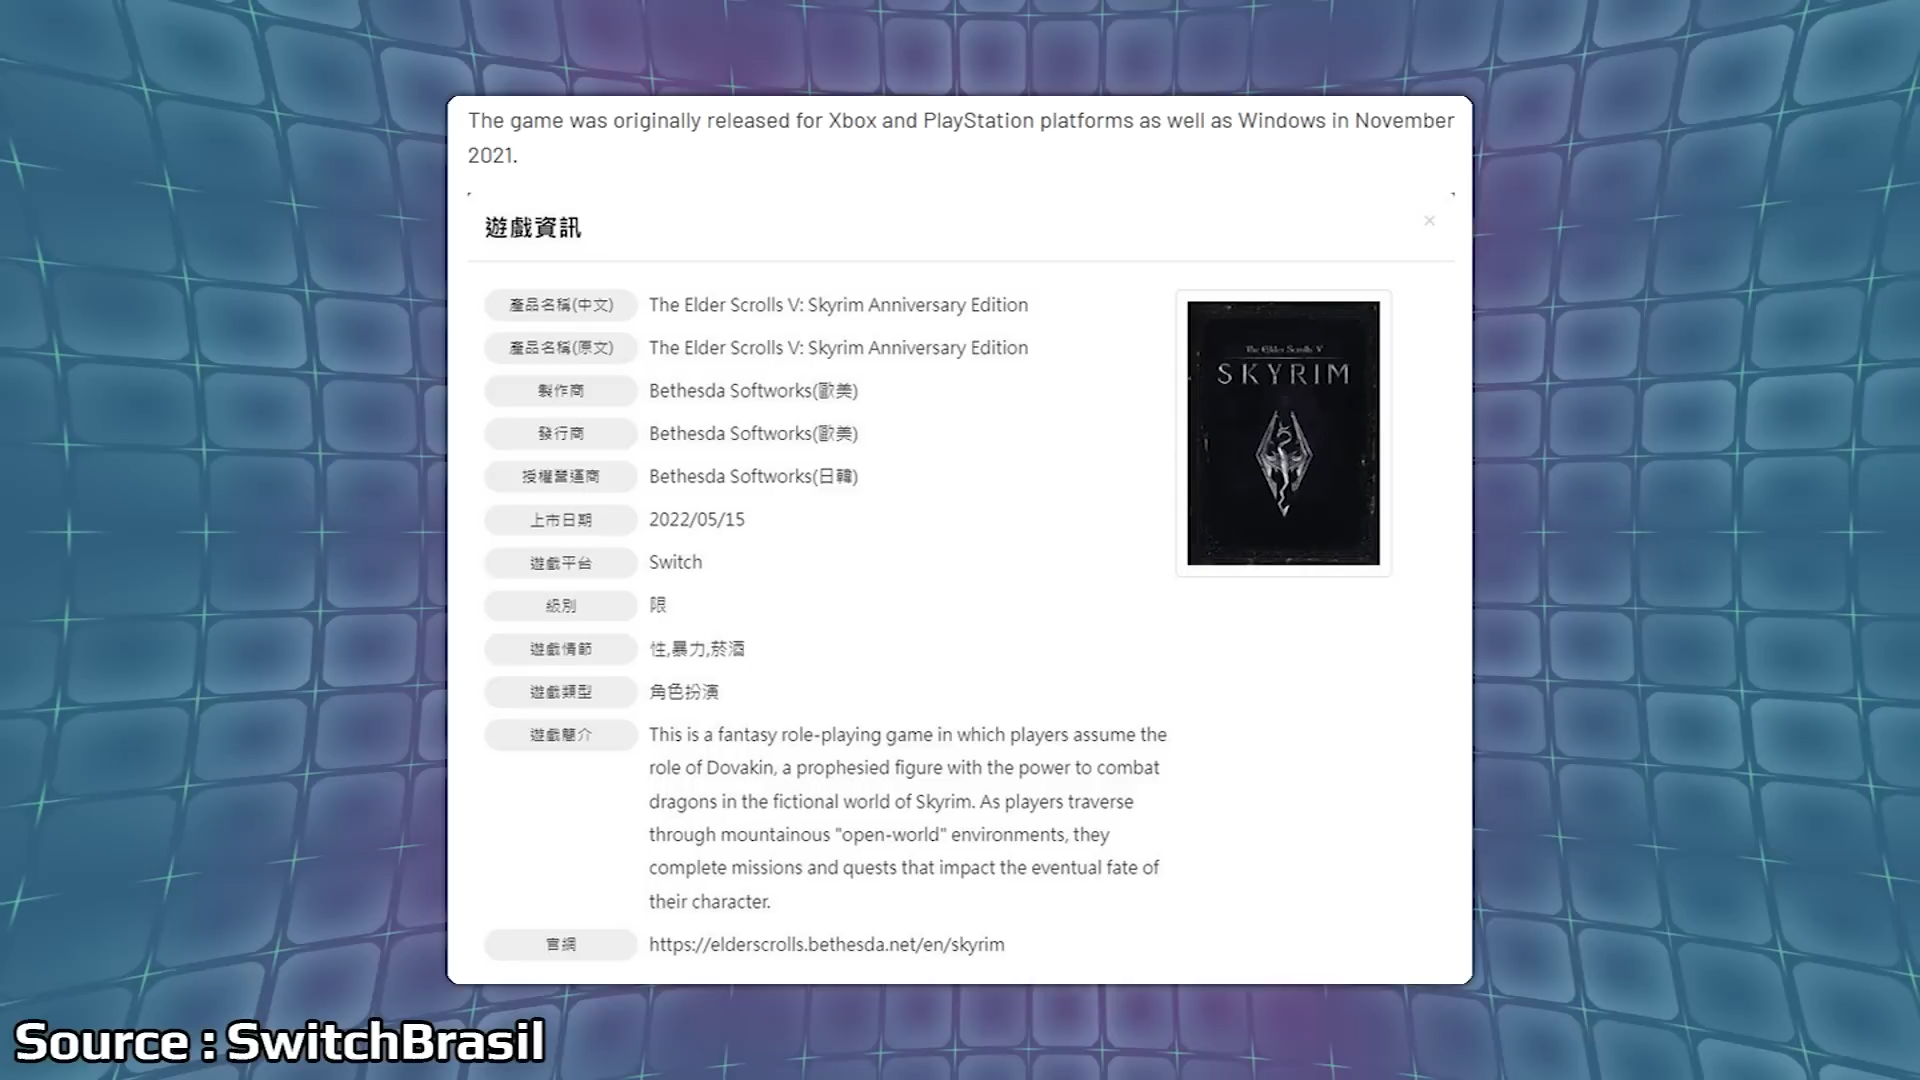 The game was originally released for Xbox and PlayStation platforms as well as Windows in November
2021.
遊戲資訊
×
產品名稱(中文) The Elder Scrolls V: Skyrim Anniversary Edition
產品名稱(原文) The Elder Scrolls V: Skyrim Anniversary Edition
製作商 Bethesda Softworks(歐美)
發行商 Bethesda Softworks(歐美)
授權營運商 Bethesda Softworks(日韓)
上市日期 2022/05/15
遊戲平台 Switch
級別 限
遊戲情節 性,暴力,菸酒
遊戲類型 角色扮演
遊戲簡介 This is a fantasy role-playing game in which players assume the
role of Dovakin, a prophesied figure with the power to combat
dragons in the fictional world of Skyrim. As players traverse
through mountainous "open-world" environments, they
complete missions and quests that impact the eventual fate of
their character.
官網 https://elderscrolls.bethesda.net/en/skyrim
The Elder Scrolls V
SKYRIM
Source : SwitchBrasil